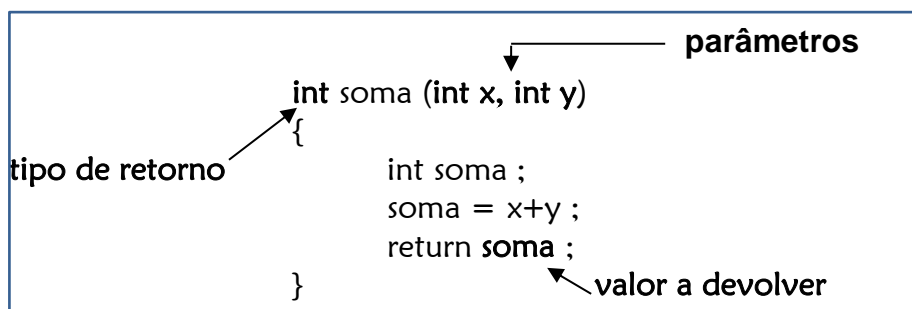 parâmetros
int soma (int x, int y)
{
tipo de retorno
int soma ;
soma = x+y ;
return soma ;
}
valor a devolver